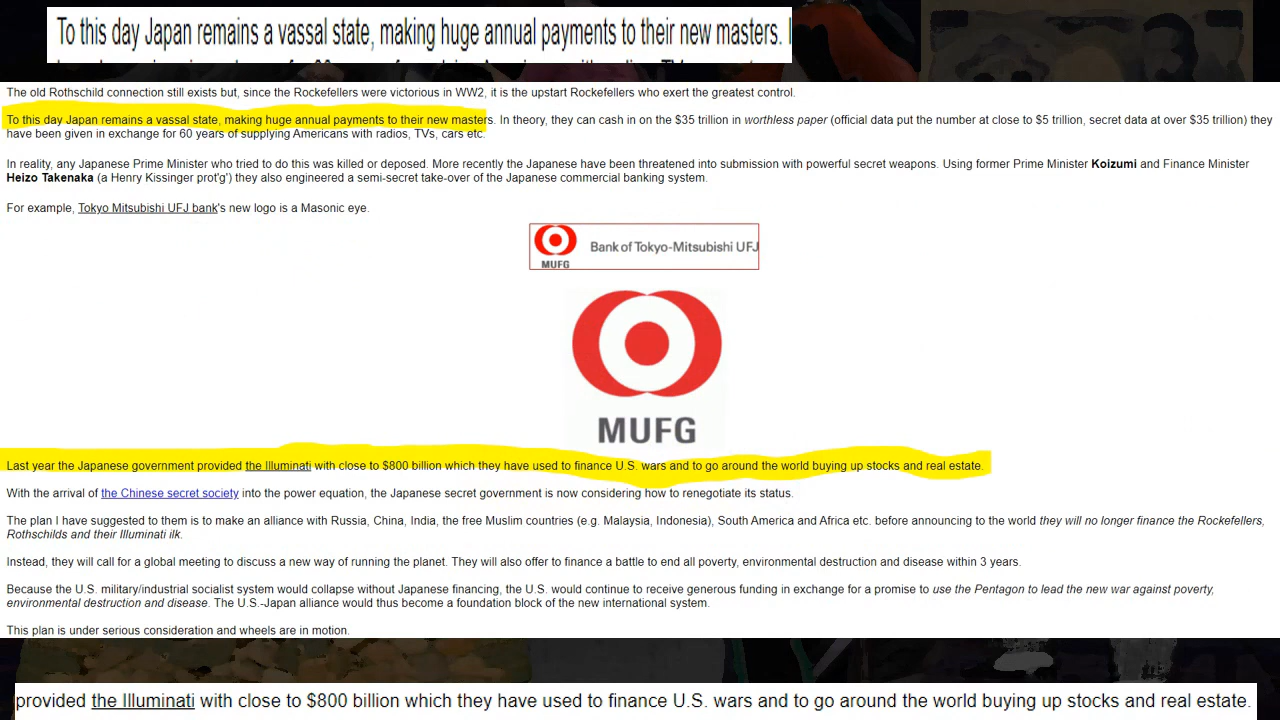 To this day Japan remains a vassal state, making huge annual payments to their new masters.
The old Rothschild connection still exists but, since the Rockefellers were victorious in WW2, it is the upstart Rockefellers who exert the greatest control.
To this day Japan remains a vassal state, making huge annual payments to their new masters. In theory, they can cash in on the $35 trillion in worthless paper (official data put the number at close to $5 trillion, secret data at over $35 trillion) they
have been given in exchange for 60 years of supplying Americans with radios, TVs, cars etc.
In reality, any Japanese Prime Minister who tried to do this was killed or deposed. More recently the Japanese have been threatened into submission with powerful secret weapons. Using former Prime Minister Koizumi and Finance Minister
Heizo Takenaka (a Henry Kissinger prot'g') they also engineered a semi-secret take-over of the Japanese commercial banking system.
For example, Tokyo Mitsubishi UFJ bank's new logo is a Masonic eye.
Bank of Tokyo-Mitsubishi UFJ
MUFG
MUFG
Last year the Japanese government provided the Illuminati with close to $800 billion which they have used to finance U.S. wars and to go around the world buying up stocks and real estate.
With the arrival of the Chinese secret society into the power equation, the Japanese secret government is now considering how to renegotiate its status.
The plan I have suggested to them is to make an alliance with Russia, China, India, the free Muslim countries (e.g. Malaysia, Indonesia), South America and Africa etc. before announcing to the world they will no longer finance the Rockefellers,
Rothschilds and their Illuminati ilk.
Instead, they will call for a global meeting to discuss a new way of running the planet. They will also offer to finance a battle to end all poverty, environmental destruction and disease within 3 years.
Because the U.S. military/industrial socialist system would collapse without Japanese financing, the U.S. would continue to receive generous funding in exchange for a promise to use the Pentagon to lead the new war against poverty,
environmental destruction and disease. The U.S.-Japan alliance would thus become a foundation block of the new international system.
This plan is under serious consideration and wheels are in motion.
provided the Illuminati with close to $800 billion which they have used to finance U.S. wars and to go around the world buying up stocks and real estate.